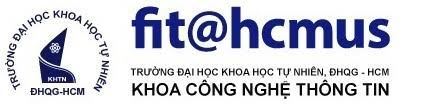 TRƯỜNG ĐẠI HỌC KHOA HỌC TỰ NHIÊN
KHTN
ĐHQG-HCM
fit@hcmus
TRƯỜNG ĐẠI HỌC KHOA HỌC TỰ NHIÊN, ĐHQG - HCM
KHOA CÔNG NGHỆ THÔNG TIN